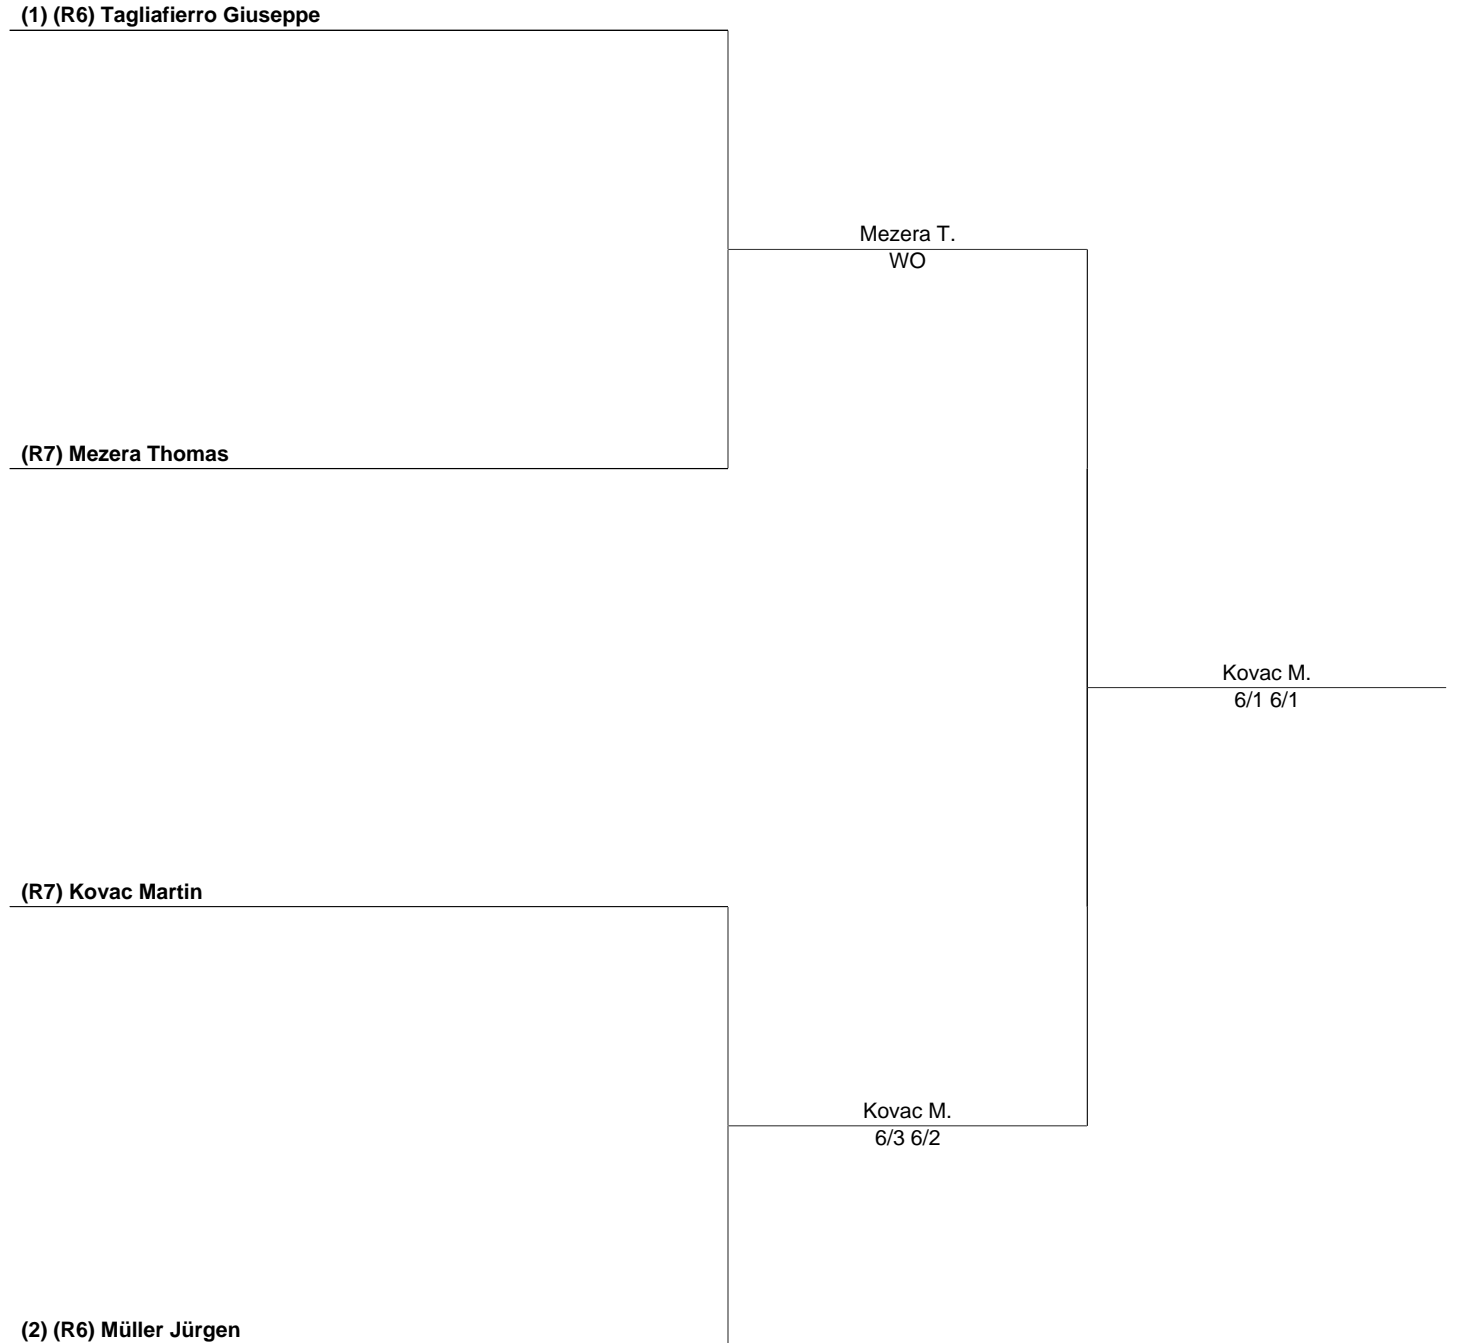 (1) (R6) Tagliafierro Giuseppe
Mezera T.
WO
(R7) Mezera Thomas
Kovac M.
6/1 6/1
(R7) Kovac Martin
Kovac M.
6/3 6/2
(2) (R6) Müller Jürgen